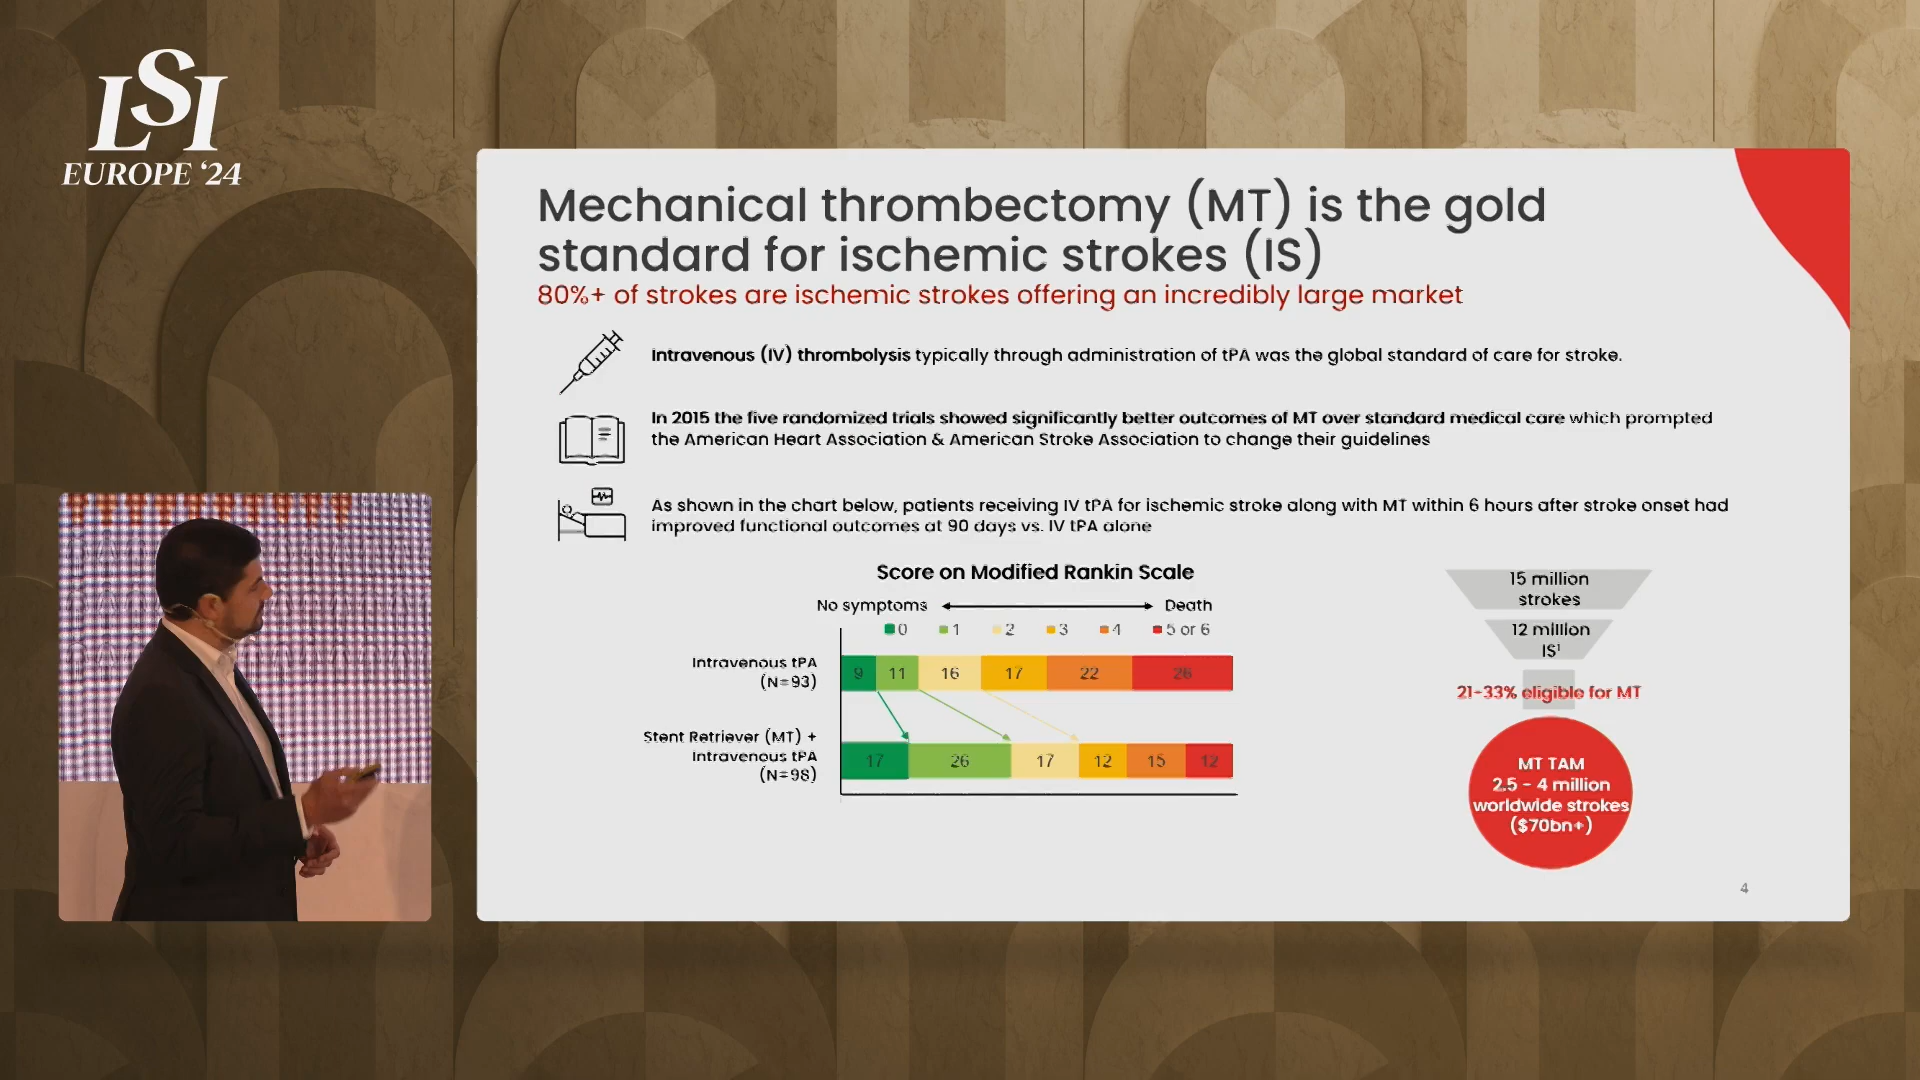 LSI
EUROPE ‘24
Mechanical thrombectomy (MT) is the gold
standard for ischemic strokes (IS)
80%+ of strokes are ischemic strokes offering an incredibly large market
Intravenous (IV) thrombolysis typically through administration of tPA was the global standard of care for stroke.
In 2015 the five randomized trials showed significantly better outcomes of MT over standard medical care which prompted
the American Heart Association & American Stroke Association to change their guidelines
As shown in the chart below, patients receiving IV tPA for ischemic stroke along with MT within 6 hours after stroke onset had
improved functional outcomes at 90 days vs. IV tPA alone
Score on Modified Rankin Scale
No symptoms Death
0 1 2 3 4 5 or 6
Intravenous tPA
(N=93)
9 11 16 17 22 26
Stent Retriever (MT) +
Intravenous tPA
(N=98)
17 26 17 12 15 12
15 million
strokes
12 million
IS¹
21-33% eligible for MT
MT TAM
2.5 - 4 million
worldwide strokes
($70bn+)
4